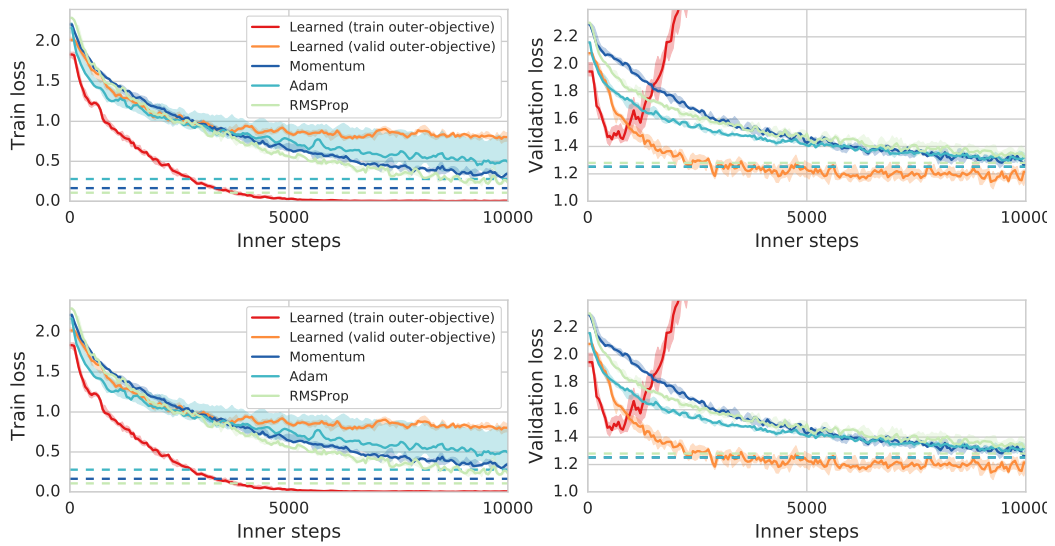 Train loss
2.0
1.5
1.0
0.5
0.0
0
5000
10000
Inner steps
Learned (train outer-objective)
Learned (valid outer-objective)
Momentum
Adam
RMSProp
Validation loss
2.2
2.0
1.8
1.6
1.4
1.2
1.0
0
5000
1000
Inner steps
Train loss
2.0
1.5
1.0
0.5
0.0
0
5000
10000
Inner steps
Learned (train outer-objective)
Learned (valid outer-objective)
Momentum
Adam
RMSProp
Validation loss
2.2
2.0
1.8
1.6
1.4
1.2
1.0
0
5000
1000
Inner steps